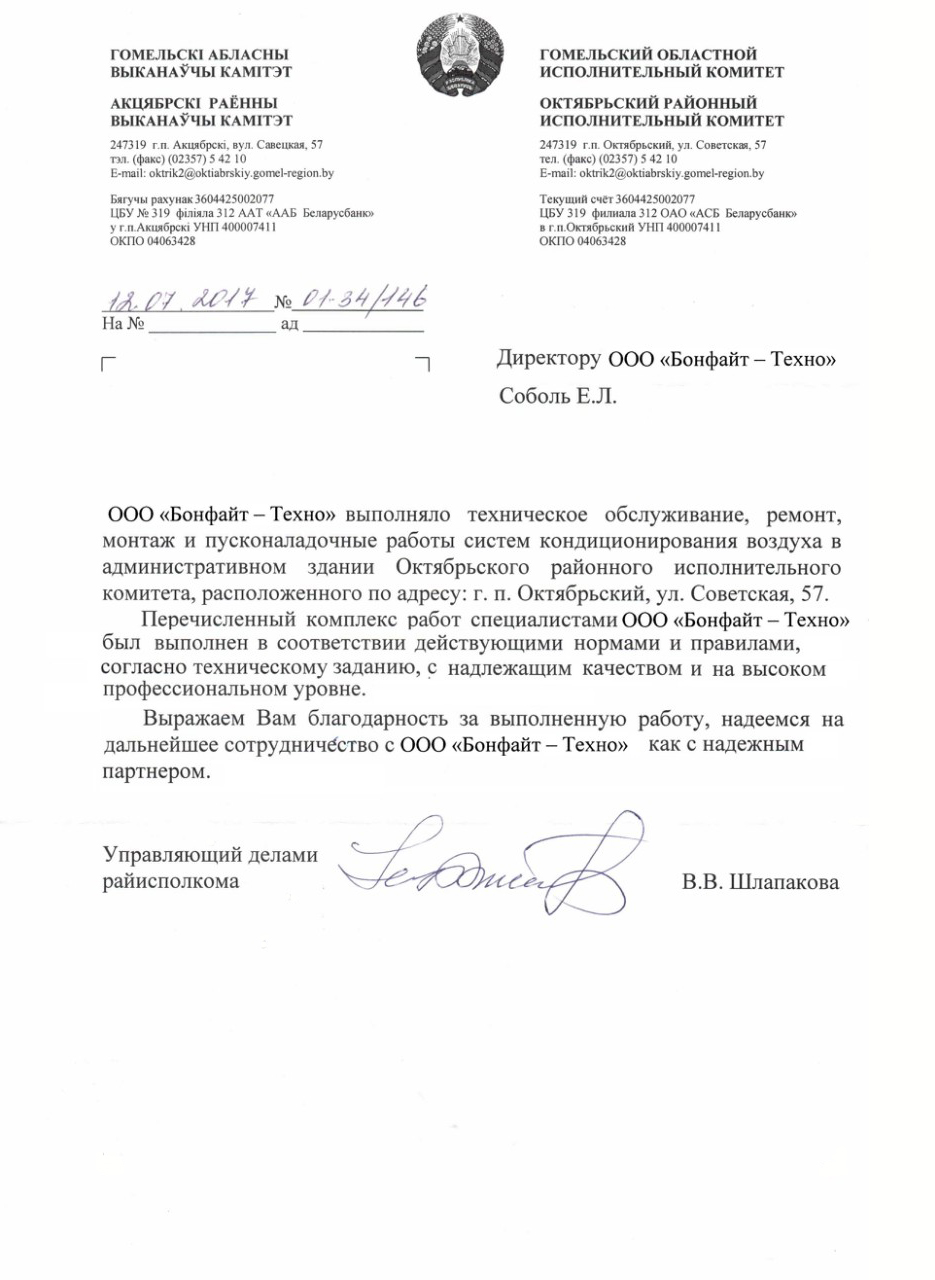 ГОМЕЛЬСКІ АБЛАСНЫ
ВЫКАНАЎЧЫ КАМІТЭТ
АКЦЯБРСКІ РАЁННЫ
ВЫКАНАЎЧЫ КАМІТЭТ
247319 г.п. Акцябрскі, вул. Савецкая, 57
тэл. (факс) (02357) 5 42 10
E-mail: oktrik2@oktiabrskiy.gomel-region.by
Бягучы рахунак 3604425002077
ЦБУ № 319 філіяла 312 ААТ «ААБ Беларусбанк»
у г.п.Акцябрскі УНП 400007411
ОКПО 04063428
ГОМЕЛЬСКИЙ ОБЛАСТНОЙ
ИСПОЛНИТЕЛЬНЫЙ КОМИТЕТ
ОКТЯБРЬСКИЙ РАЙОННЫЙ
ИСПОЛНИТЕЛЬНЫЙ КОМИТЕТ
247319 г.п. Октябрьский, ул. Советская, 57
тел. (факс) (02357) 5 42 10
E-mail: oktrik2@oktiabrskiy.gomel-region.by
Текущий счёт 3604425002077
ЦБУ 319 филиала 312 ОАО «АСБ Беларусбанк»
в г.п.Октябрьский УНП 400007411
ОКПО 04063428
12.07.2017 № 01-34/146
На № ______________ ад ______________
Директору ООО «Бонфайт – Техно»
Соболь Е.Л.
ООО «Бонфайт – Техно» выполняло техническое обслуживание, ремонт,
монтаж и пусконаладочные работы систем кондиционирования воздуха в
административном здании Октябрьского районного исполнительного
комитета, расположенного по адресу: г. п. Октябрьский, ул. Советская, 57.
Перечисленный комплекс работ специалистами ООО «Бонфайт – Техно»
был выполнен в соответствии действующими нормами и правилами,
согласно техническому заданию, с надлежащим качеством и на высоком
профессиональном уровне.
Выражаем Вам благодарность за выполненную работу, надеемся на
дальнейшее сотрудничество с ООО «Бонфайт – Техно» как с надежным
партнером.
Управляющий делами
райисполкома
В.В. Шлапакова